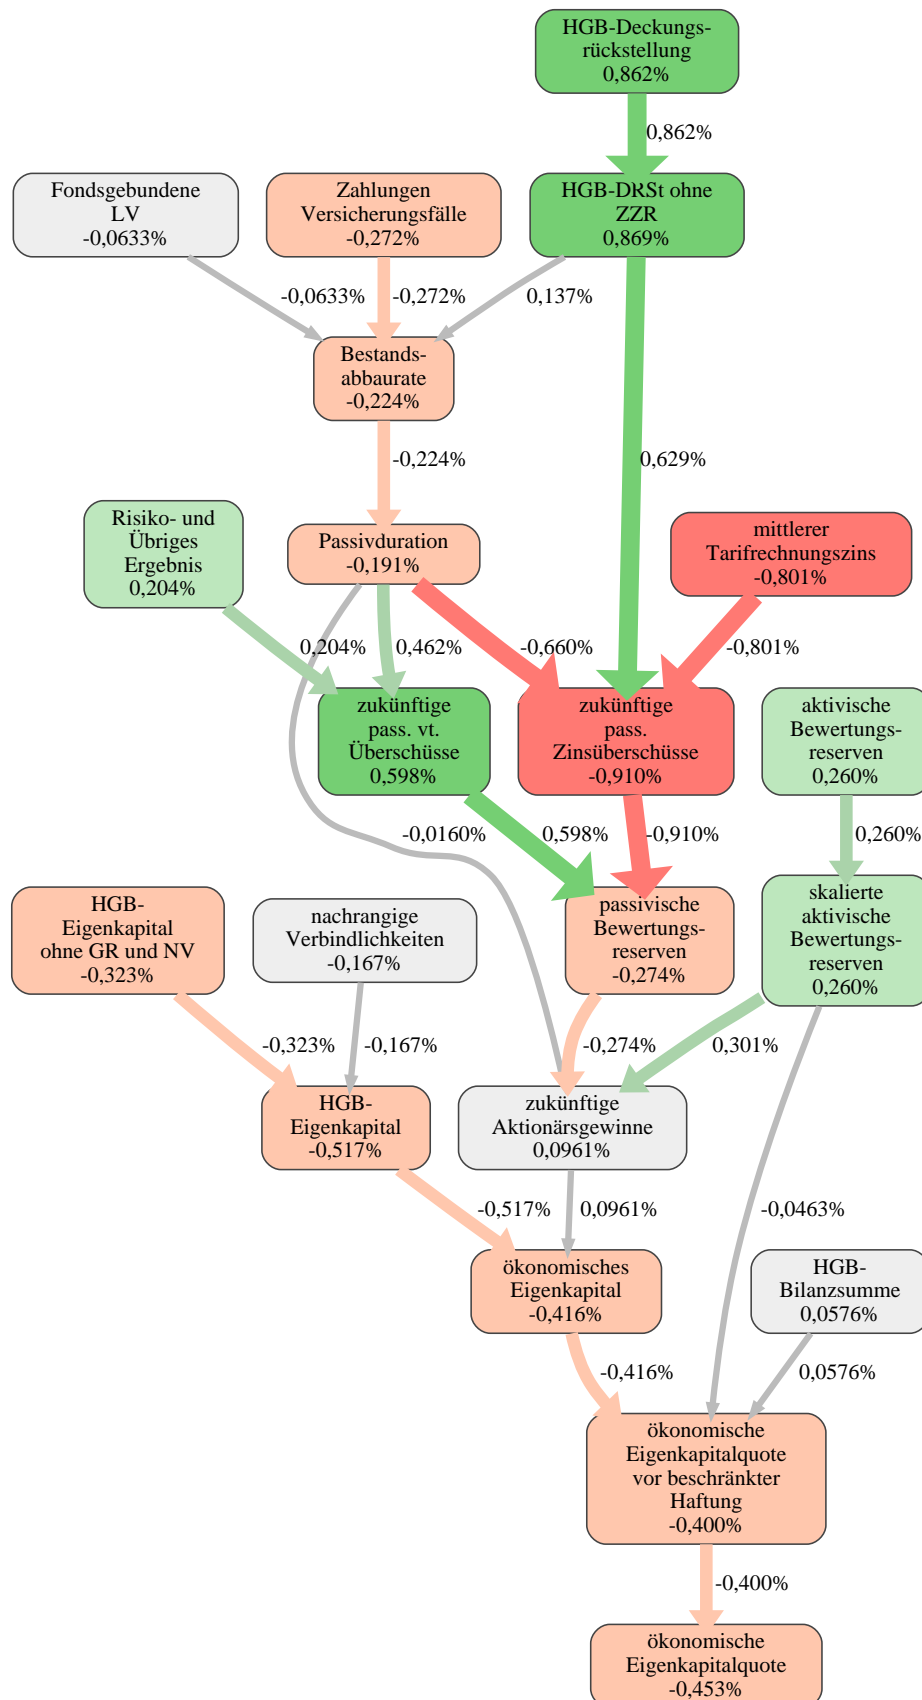 HGB-Deckungs-
rückstellung
0,862%
0,862%
Fondsgebundene
LV
-0,0633%
Zahlungen
Versicherungsfälle
-0,272%
HGB-DRSt ohne
ZZR
0,869%
-0,0633%
-0,272%
0,137%
Bestands-
abbaurate
-0,224%
-0,224%
0,629%
Risiko- und
Übriges
Ergebnis
0,204%
Passivduration
-0,191%
mittlerer
Tarifrechnungszins
-0,801%
0,204%
0,462%
-0,660%
-0,801%
zukünftige
pass. vt.
Überschüsse
0,598%
zukünftige
pass.
Zinsüberschüsse
-0,910%
aktivische
Bewertungs-
reserven
0,260%
-0,0160%
0,598%
-0,910%
0,260%
HGB-
Eigenkapital
ohne GR und NV
-0,323%
nachrangige
Verbindlichkeiten
-0,167%
passivische
Bewertungs-
reserven
-0,274%
skalierte
aktivische
Bewertungs-
reserven
0,260%
-0,323%
-0,167%
-0,274%
0,301%
HGB-
Eigenkapital
-0,517%
zukünftige
Aktionärsgewinne
0,0961%
-0,517%
0,0961%
-0,0463%
ökonomisches
Eigenkapital
-0,416%
HGB-
Bilanzsumme
0,0576%
-0,416%
0,0576%
ökonomische
Eigenkapitalquote
vor beschränkter
Haftung
-0,400%
-0,400%
ökonomische
Eigenkapitalquote
-0,453%